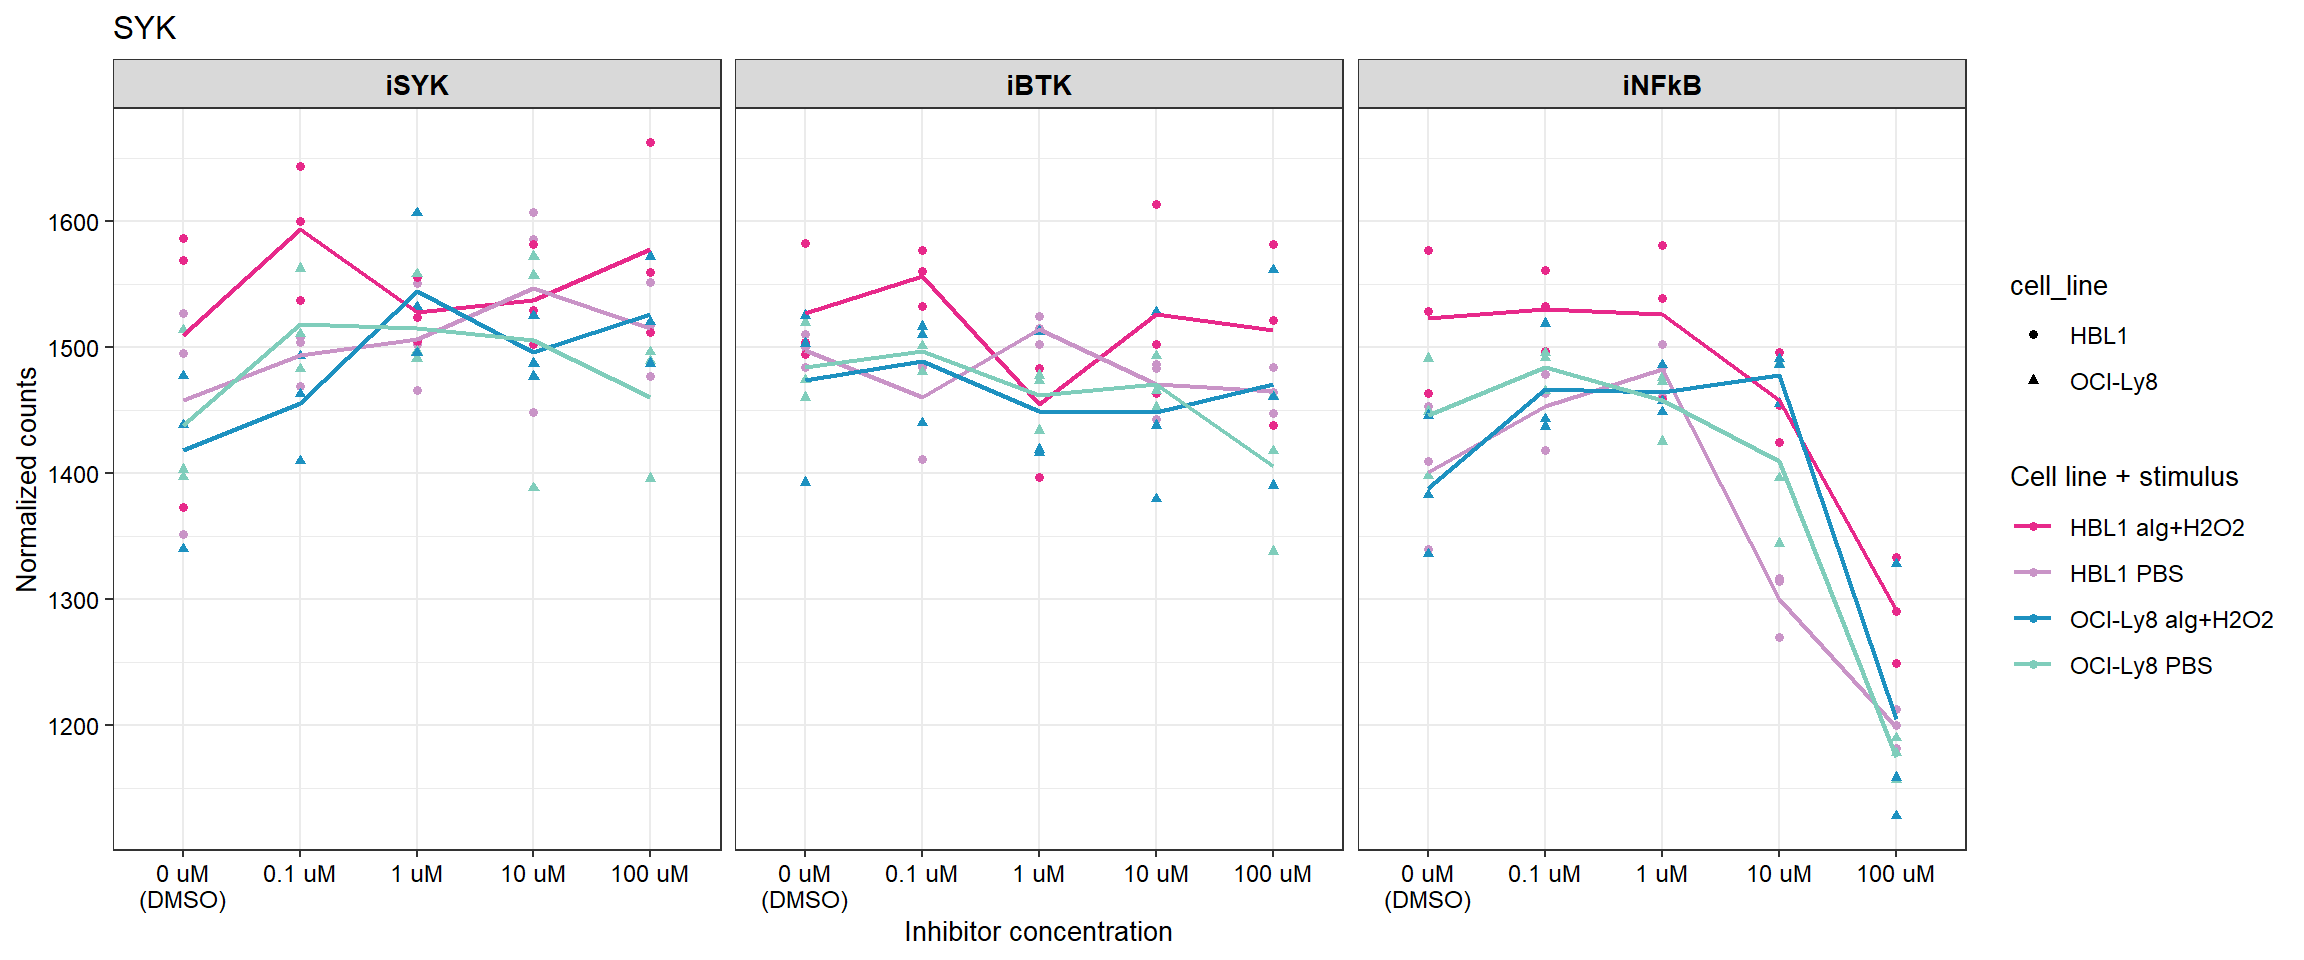 SYK
iSYK
iBTK
iNFkB
Normalized counts
1600
1500
1400
1300
1200
0 uM
(DMSO)
0.1 uM
1 uM
10 uM
100 uM
0 uM
(DMSO)
0.1 uM
1 uM
10 uM
100 uM
0 uM
(DMSO)
0.1 uM
1 uM
10 uM
100 uM
Inhibitor concentration
cell_line
HBL1
OCI-Ly8
Cell line + stimulus
HBL1 aIg+H2O2
HBL1 PBS
OCI-Ly8 aIg+H2O2
OCI-Ly8 PBS